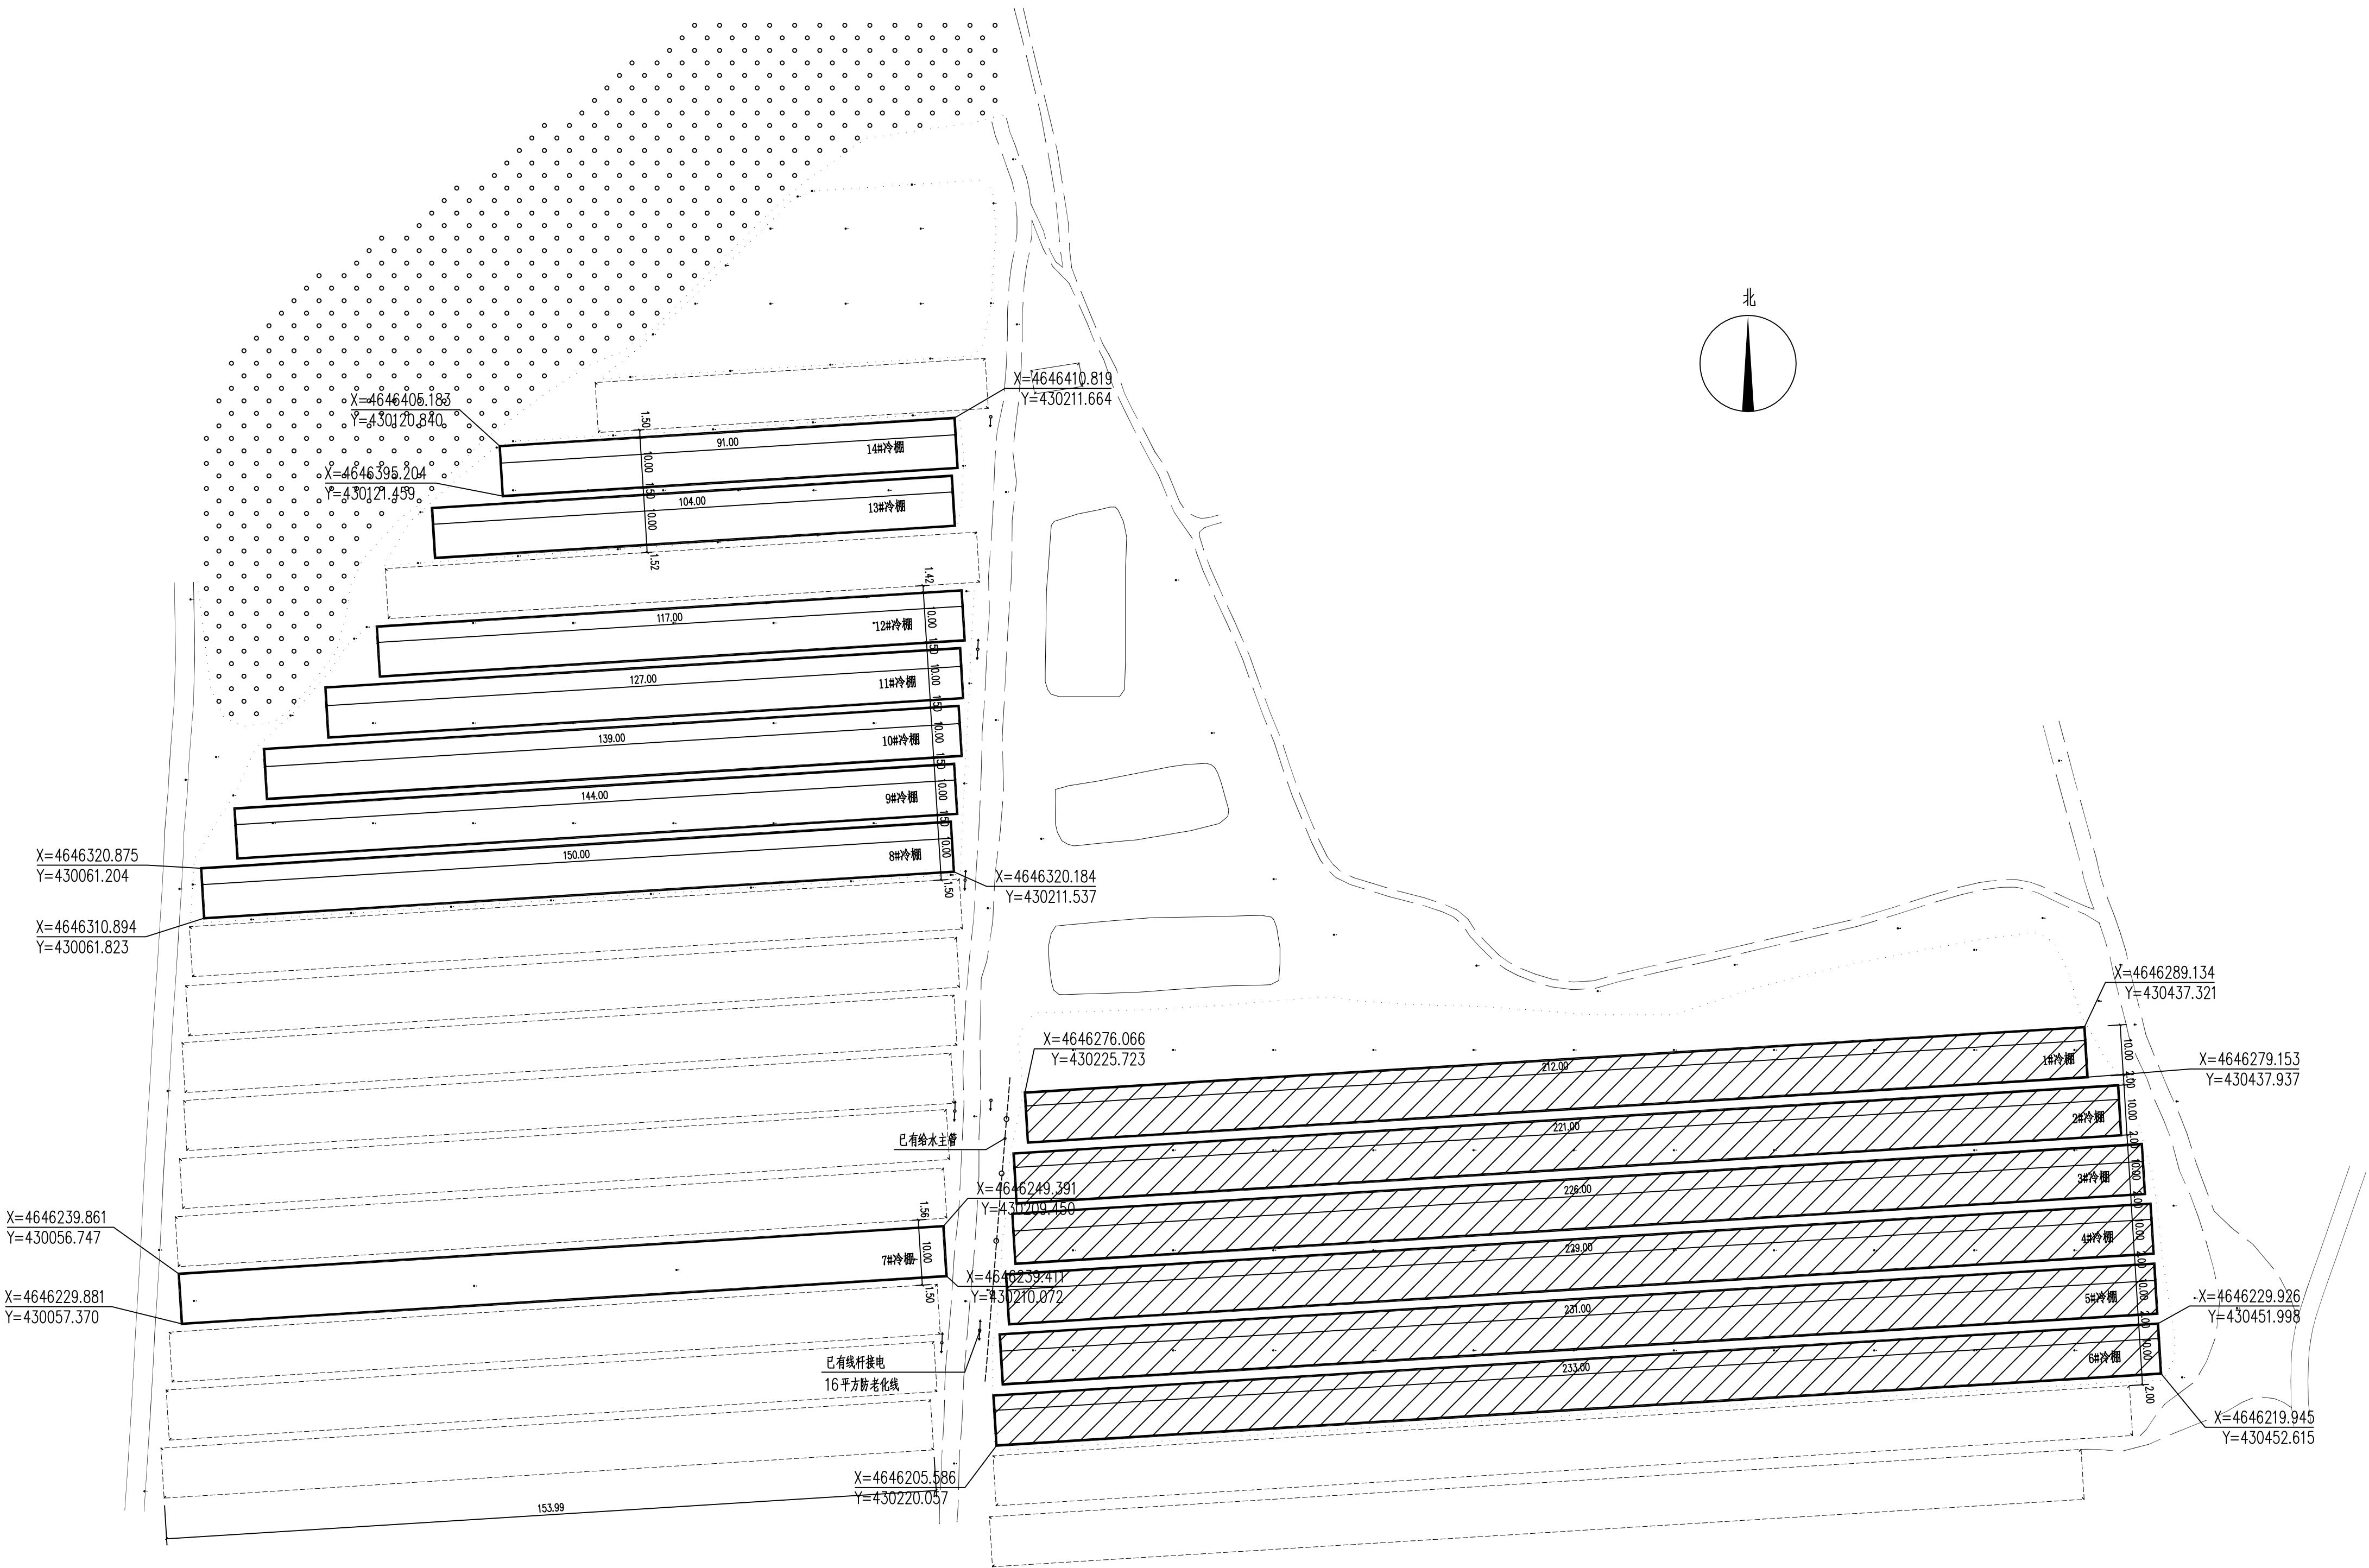 北
X=4646410.819
Y=430211.664
X=4646405.183
Y=430120.840
1.50
91.00
14#冷棚
10.00
X=4646395.204
Y=430121.459
1.50
104.00
13#冷棚
10.00
1.52
1.42
117.00
12#冷棚
10.00
1.50
127.00
11#冷棚
10.00
1.50
139.00
10#冷棚
10.00
1.50
144.00
9#冷棚
10.00
1.50
X=4646320.875
Y=430061.204
150.00
8#冷棚
10.00
1.50
X=4646320.184
Y=430211.537
X=4646310.894
Y=430061.823
X=4646289.134
Y=430437.321
X=4646276.066
Y=430225.723
212.00
1#冷棚
10.00
X=4646279.153
Y=430437.937
2.00
221.00
2#冷棚
10.00
已有给水主管
2.00
226.00
3#冷棚
10.00
2.00
X=4646249.391
Y=430209.450
X=4646239.861
Y=430056.747
1.56
7#冷棚
10.00
1.50
229.00
4#冷棚
10.00
2.00
X=4646239.411
Y=430210.072
X=4646229.881
Y=430057.370
231.00
5#冷棚
10.00
2.00
X=4646229.926
Y=430451.998
已有线杆接电
16平方防老化线
233.00
6#冷棚
10.00
2.00
X=4646219.945
Y=430452.615
X=4646205.586
Y=430220.057
153.99